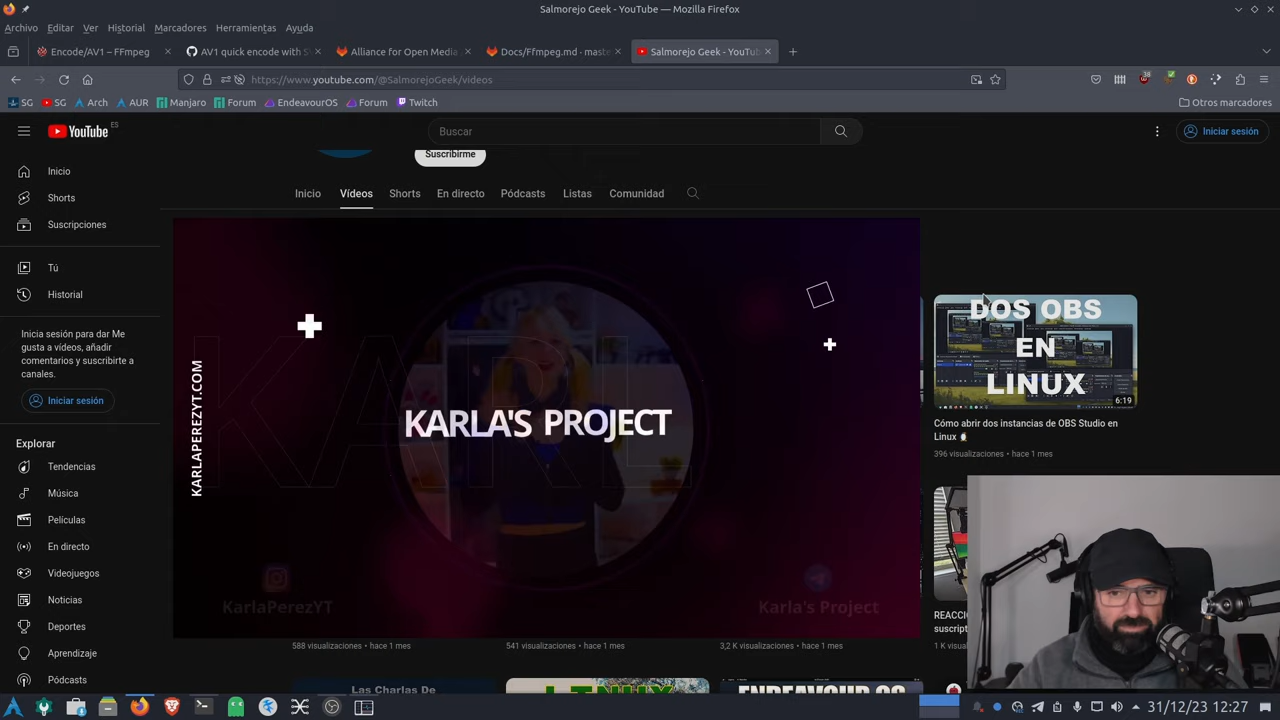 Salmorejo Geek - YouTube — Mozilla Firefox
Archivo Editar Ver Historial Marcadores Herramientas Ayuda
Encode/AV1 – FFmpeg
AV1 quick encode with S
Alliance for Open Media
Docs/Ffmpeg.md · maste
Salmorejo Geek - YouTub
https://www.youtube.com/@SalmorejoGeek/videos
38
SG SG Arch AUR Manjaro Forum EndeavourOS Forum Twitch Otros marcadores
YouTube ES
Buscar
Iniciar sesión
Suscribirme
Inicio
Vídeos
Shorts
En directo
Pódcasts
Listas
Comunidad
Inicio
Shorts
Suscripciones
Tú
Historial
Inicia sesión para dar Me
gusta a vídeos, añadir
comentarios y suscribirte a
canales.
Iniciar sesión
Explorar
Tendencias
Música
Películas
En directo
Videojuegos
Noticias
Deportes
Aprendizaje
Pódcasts
KARLAPEREZYT.COM
KARL
KARLA'S PROJECT
KarlaPerezYT
Karla's Project
DOS OBS
EN
LINUX
6:19
Cómo abrir dos instancias de OBS Studio en
Linux
396 visualizaciones • hace 1 mes
REACCIO
suscript
1 K visua
588 visualizaciones • hace 1 mes
541 visualizaciones • hace 1 mes
3,2 K visualizaciones • hace 1 mes
Las Charlas De
LINUX
ENDEAVOUR OS
31/12/23 12:27